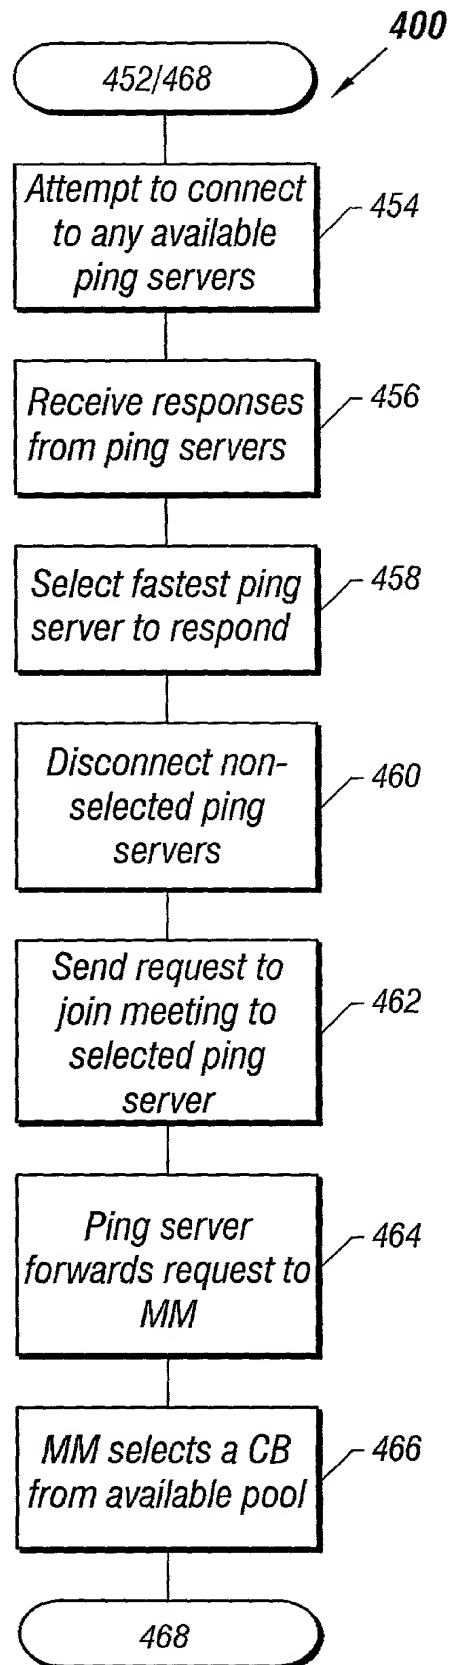 400
452/468
Attempt to connect
to any available
ping servers
454
Receive responses
from ping servers
456
Select fastest ping
server to respond
458
Disconnect non-
selected ping
servers
460
Send request to
join meeting to
selected ping
server
462
Ping server
forwards request to
MM
464
MM selects a CB
from available pool
466
468